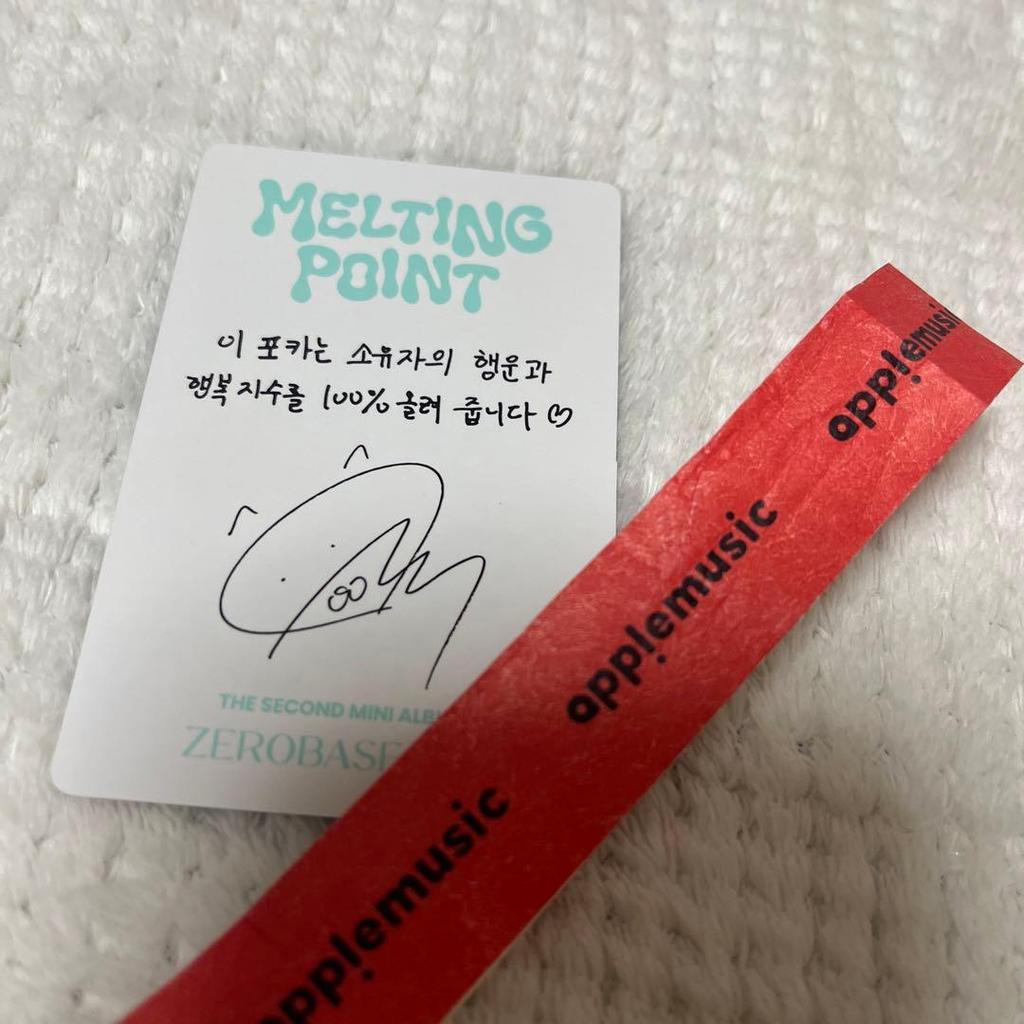 MELTING
POINT
이 포카는 소유자의 행운과
행복지수를 100% 올려 줍니다 ♡
THE SECOND MINI ALB
ZEROBASE
applemusic
applemusic
applemusic
applemusic